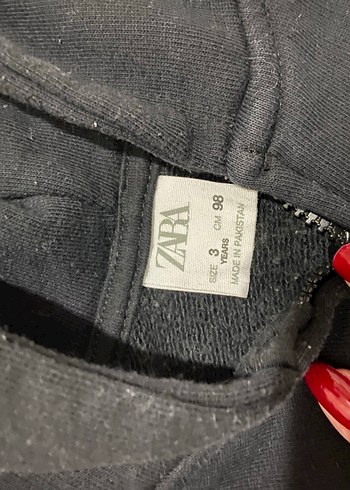 ZARA
SIZE 3 CM 98
YEARS
MADE IN PAKISTAN